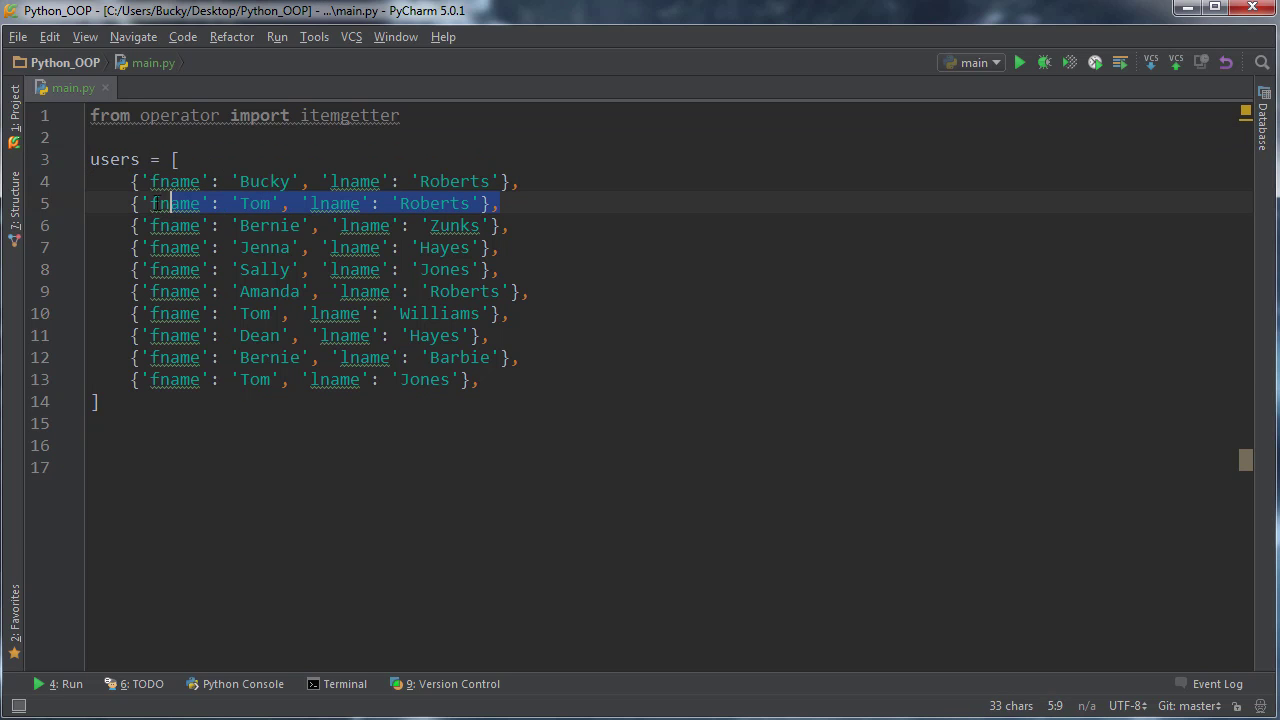 Python_OOP - [C:/Users/Bucky/Desktop/Python_OOP] - ...\main.py - PyCharm 5.0.1
File Edit View Navigate Code Refactor Run Tools VCS Window Help
Python_OOP main.py main VCS VCS
main.py
1 from operator import itemgetter
2
3 users = [
4 {'fname': 'Bucky', 'lname': 'Roberts'},
5 {'fname': 'Tom', 'lname': 'Roberts'},
6 {'fname': 'Bernie', 'lname': 'Zunks'},
7 {'fname': 'Jenna', 'lname': 'Hayes'},
8 {'fname': 'Sally', 'lname': 'Jones'},
9 {'fname': 'Amanda', 'lname': 'Roberts'},
10 {'fname': 'Tom', 'lname': 'Williams'},
11 {'fname': 'Dean', 'lname': 'Hayes'},
12 {'fname': 'Bernie', 'lname': 'Barbie'},
13 {'fname': 'Tom', 'lname': 'Jones'},
14 ]
15
16
17
1: Project
7: Structure
2: Favorites
Database
4: Run 6: TODO Python Console Terminal 9: Version Control Event Log
33 chars 5:9 n/a UTF-8 Git: master